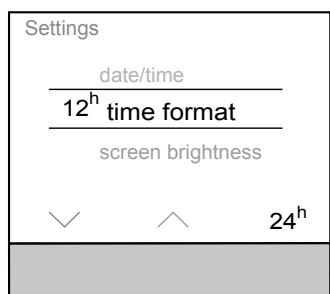 Settings
date/time
12h time format
screen brightness
24h